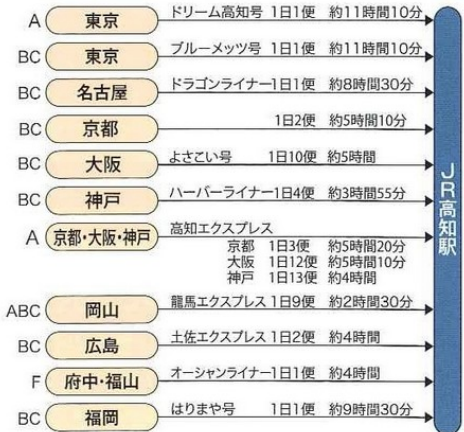 A 東京 ドリーム高知号 1日1便 約11時間10分
BC 東京 ブルーメッツ号 1日1便 約11時間10分
BC 名古屋 ドラゴンライナー1日1便 約8時間30分
BC 京都 1日2便 約5時間10分
BC 大阪 よさこい号 1日10便 約5時間
BC 神戸 ハーバーライナー1日4便 約3時間55分
A 京都・大阪・神戸 高知エクスプレス
京都 1日3便 約5時間20分
大阪 1日12便 約5時間10分
神戸 1日13便 約4時間
ABC 岡山 龍馬エクスプレス 1日9便 約2時間30分
BC 広島 土佐エクスプレス 1日2便 約4時間
F 府中・福山 オーシャンライナー1日1便 約4時間
BC 福岡 はりまや号 1日1便 約9時間30分
JR高知駅